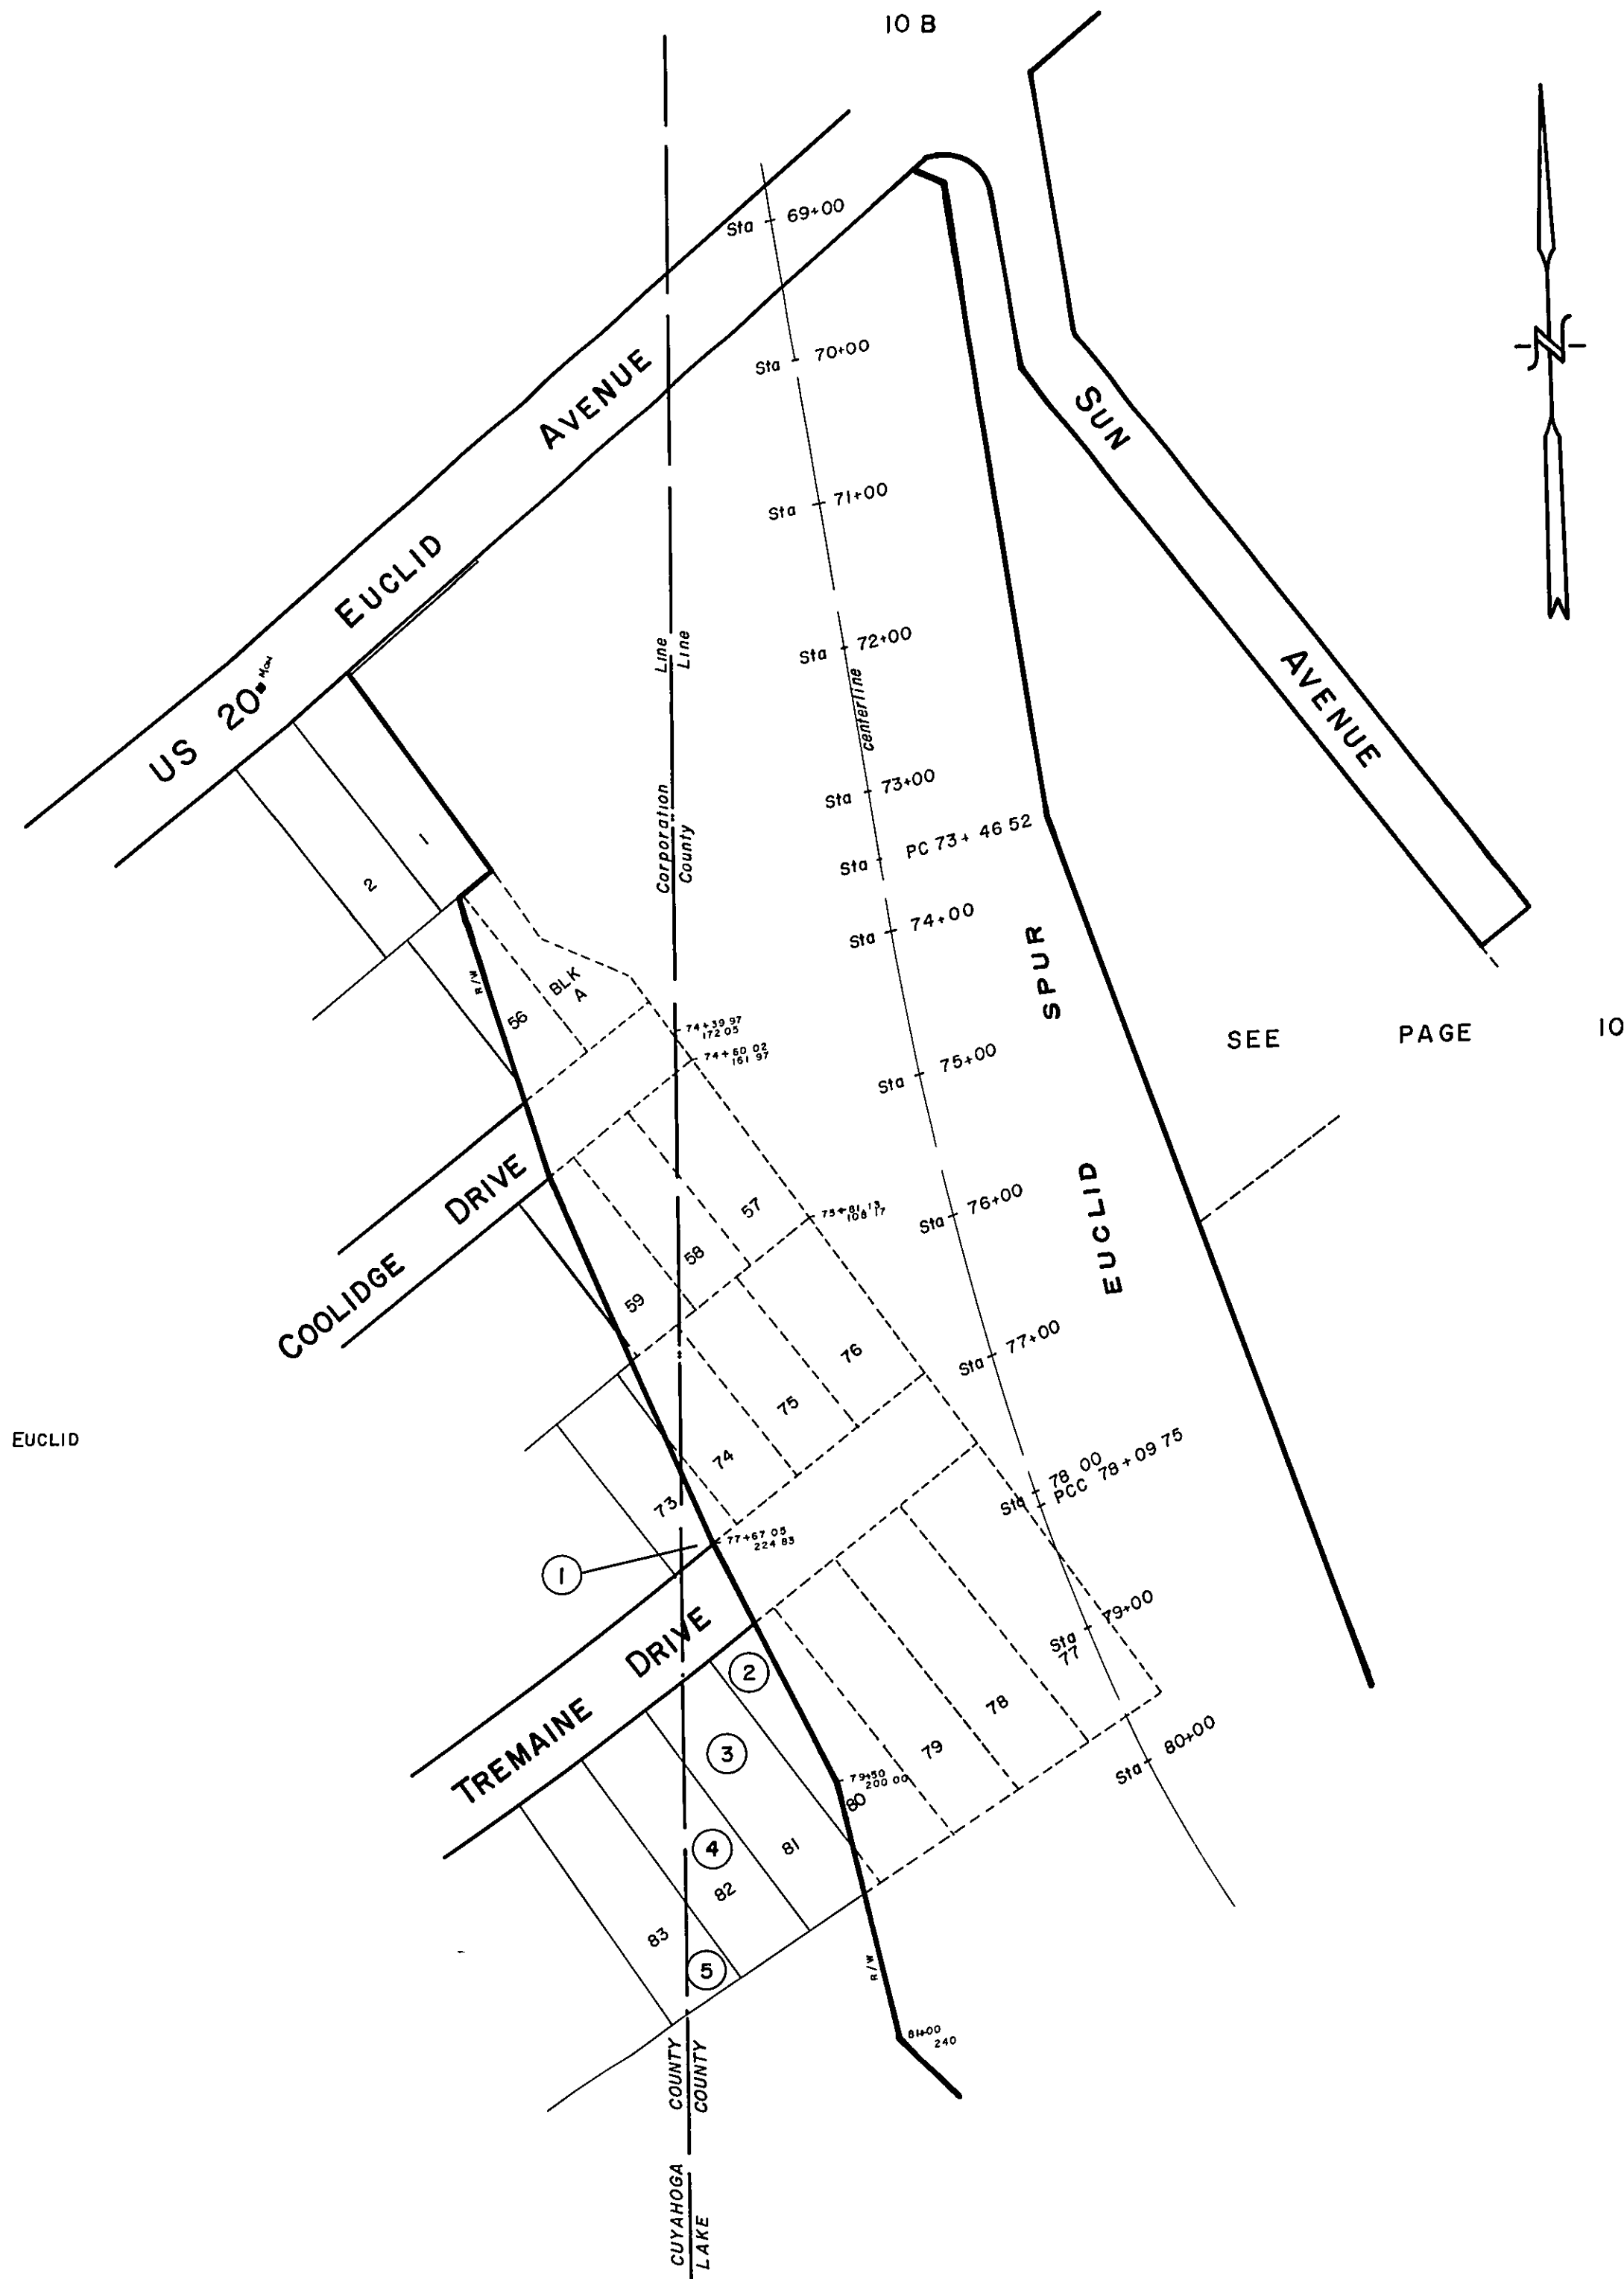 10 B
Sta 69+00
Sta 70+00
Sta 71+00
Sta 72+00
centerline
Sta 73+00
Sta PC 73+ 46 52
Sta 74+00
Sta 75+00
Sta 76+00
Sta 77+00
Sta 78 00
PCC 78+09 75
Sta 79+00
Sta 80+00
US 20 EUCLID AVENUE
MON
SUN AVENUE
Corporation Line
County Line
1
2
R/W
56
BLK
A
74+39 97
172 05
74+60 02
161 97
COOLIDGE DRIVE
57
58
59
75+81 13
108 17
76
75
74
73
SPUR
EUCLID
SEE PAGE 10
EUCLID
77+67 05
224 83
1
TREMAINE DRIVE
2
3
4
5
77
78
79
80
81
82
83
79+50
200 00
R/W
81+00
240
CUYAHOGA COUNTY
LAKE COUNTY
N